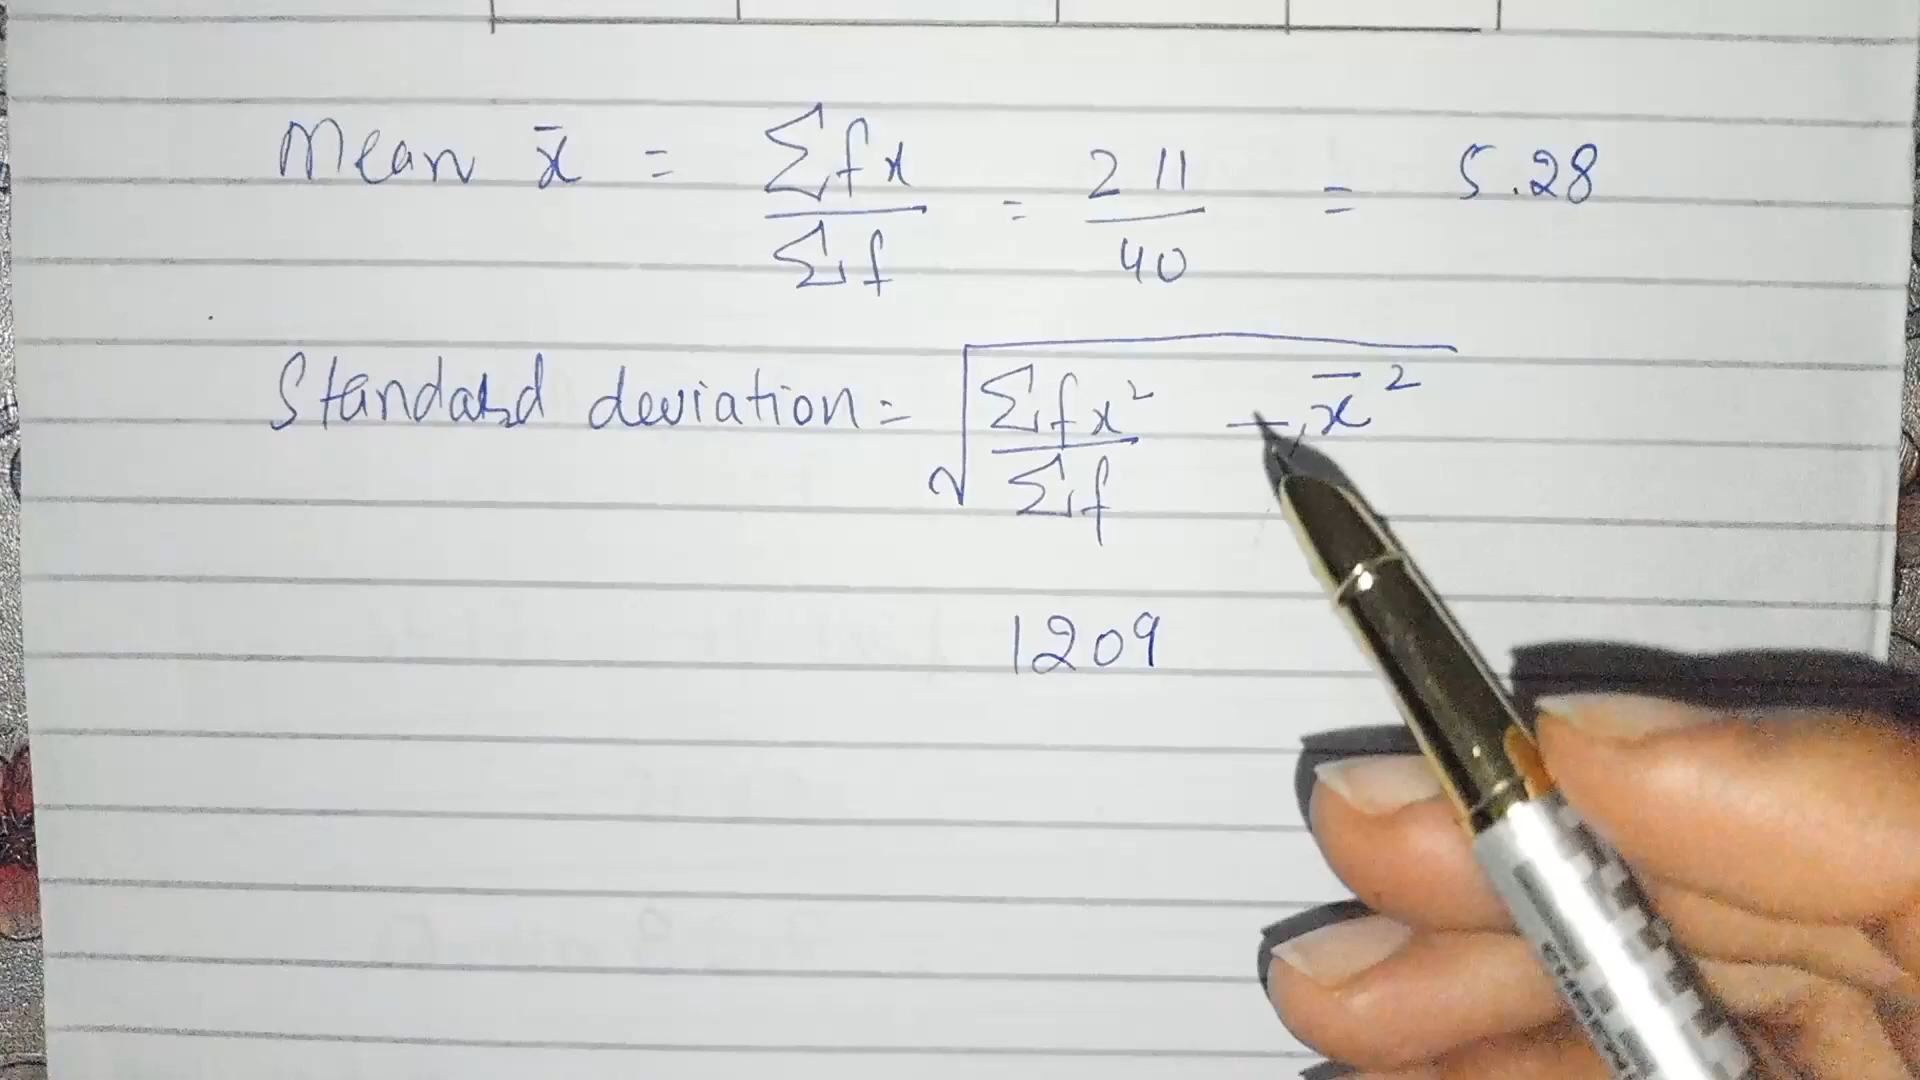 Mean x̄ = Σfx / Σf = 211 / 40 = 5.28
Standard deviation = √(Σfx² / Σf - x̄²)
1209